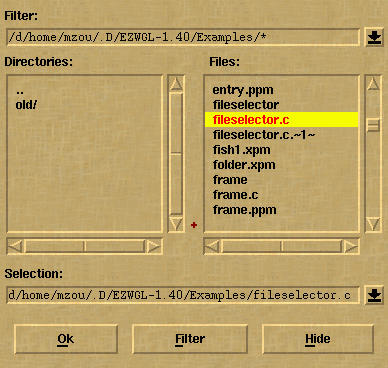 Filter:
/d/home/mzou/.D/EZWGL-1.40/Examples/*
Directories:
..
old/
Files:
entry.ppm
fileselector
fileselector.c
fileselector.c.~1~
fish1.xpm
folder.xpm
frame
frame.c
frame.ppm
Selection:
d/home/mzou/.D/EZWGL-1.40/Examples/fileselector.c
Ok Filter Hide